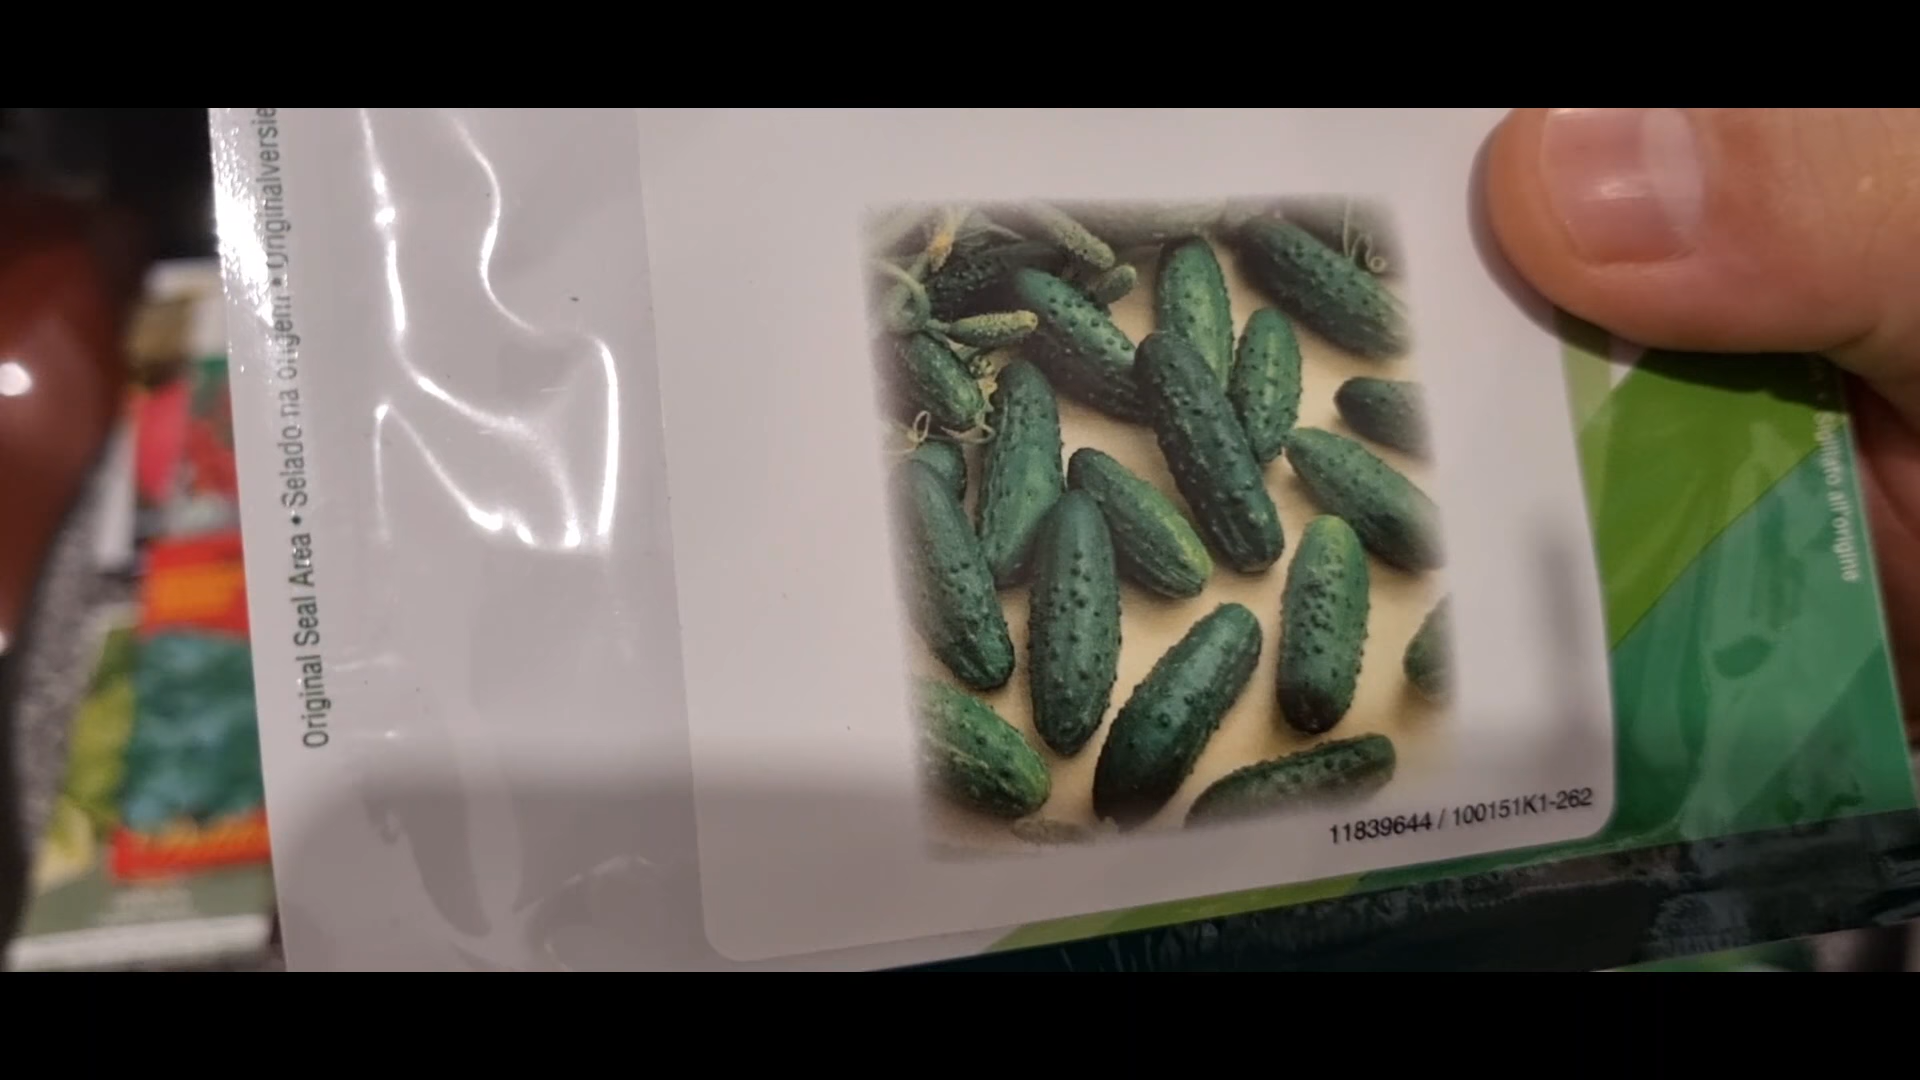 Original Seal Area • Selado na origem • Originalversie
11839644 / 100151K1-262